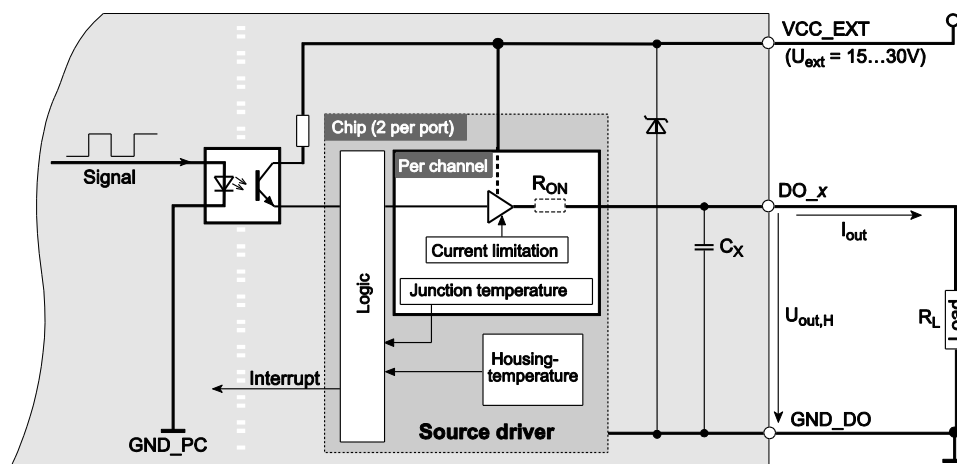 VCC_EXT
(Uext = 15...30V)
Chip (2 per port)
Per channel
Signal
RON
DO_x
Iout
Current limitation
CX
Junction temperature
Logic
Uout,H
RL
Load
Housing-
temperature
Interrupt
GND_PC
Source driver
GND_DO